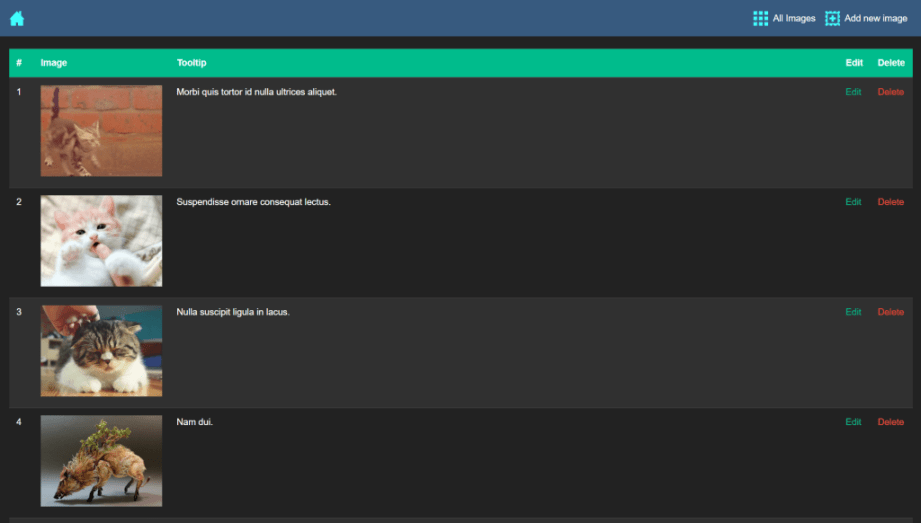 All Images Add new image
# Image Tooltip Edit Delete
1 Morbi quis tortor id nulla ultrices aliquet. Edit Delete
2 Suspendisse ornare consequat lectus. Edit Delete
3 Nulla suscipit ligula in lacus. Edit Delete
4 Nam dui. Edit Delete